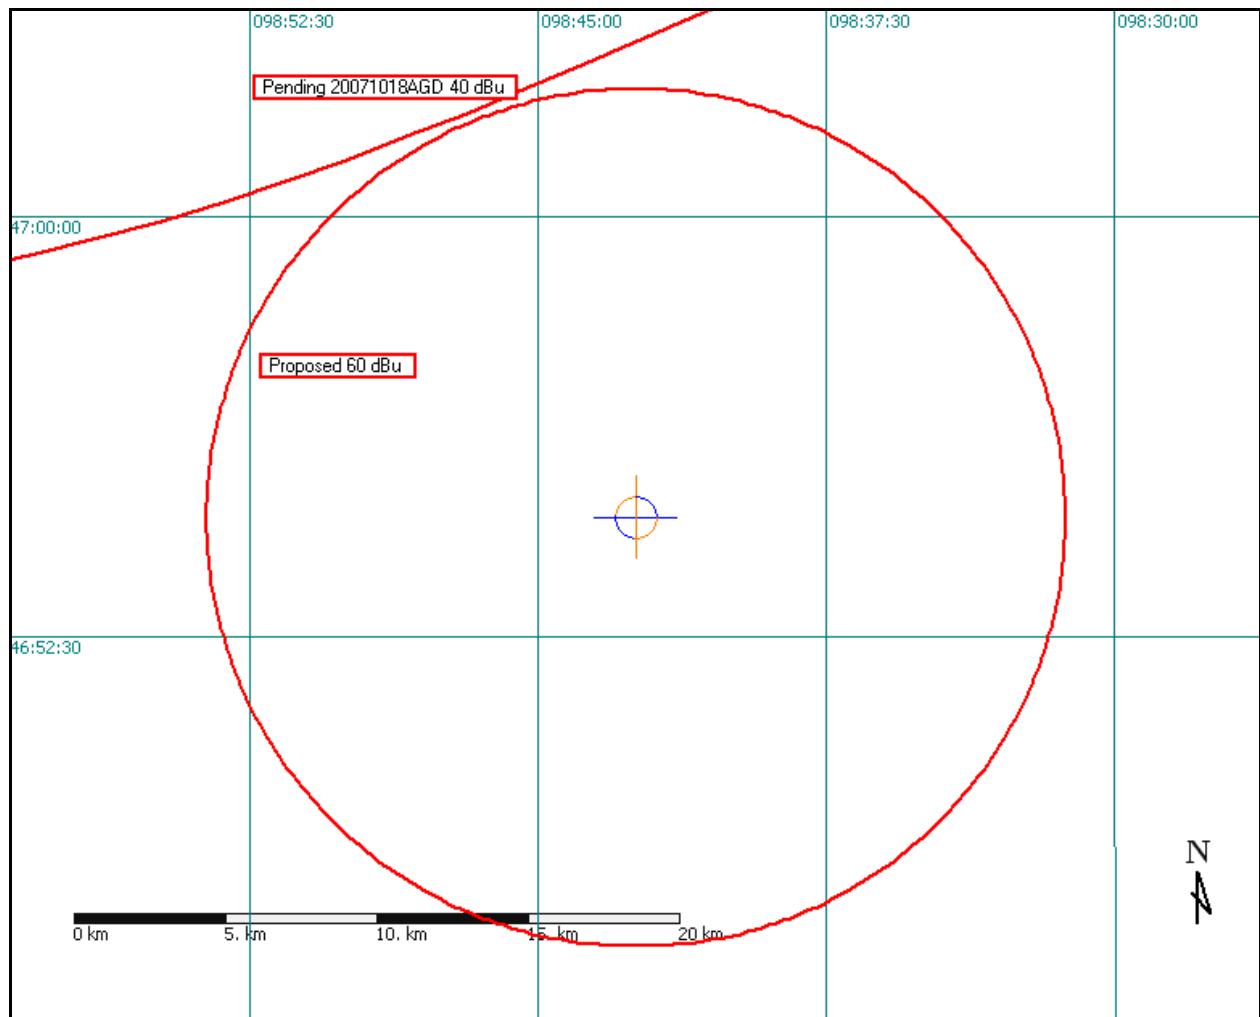 098:52:30
098:45:00
098:37:30
098:30:00
Pending 20071018AGD 40 dBu
47:00:00
Proposed 60 dBu
46:52:30
N
0 km
5. km
10. km
15. km
20 km